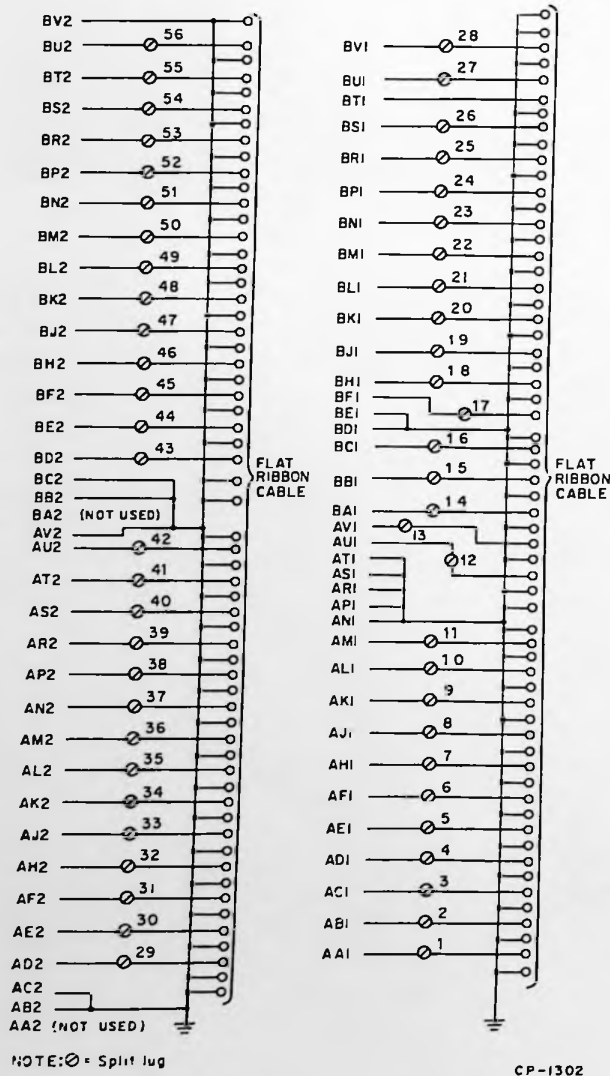 BV2
BU2 56
BT2 55
BS2 54
BR2 53
BP2 52
BN2 51
BM2 50
BL2 49
BK2 48
BJ2 47
BH2 46
BF2 45
BE2 44
BD2 43
BC2
BB2
BA2 (NOT USED)
AV2
AU2 42
AT2 41
AS2 40
AR2 39
AP2 38
AN2 37
AM2 36
AL2 35
AK2 34
AJ2 33
AH2 32
AF2 31
AE2 30
AD2 29
AC2
AB2
AA2 (NOT USED)
FLAT
RIBBON
CABLE
BV1 28
BU1 27
BT1
BS1 26
BR1 25
BP1 24
BN1 23
BM1 22
BL1 21
BK1 20
BJ1 19
BH1 18
BF1
BE1 17
BD1
BC1 16
BB1 15
BA1 14
AV1
13
AU1
12
AT1
AS1
AR1
AP1
AN1
AM1 11
AL1 10
AK1 9
AJ1 8
AH1 7
AF1 6
AE1 5
AD1 4
AC1 3
AB1 2
AA1 1
FLAT
RIBBON
CABLE
NOTE: ⊘ = Split lug
CP-1302